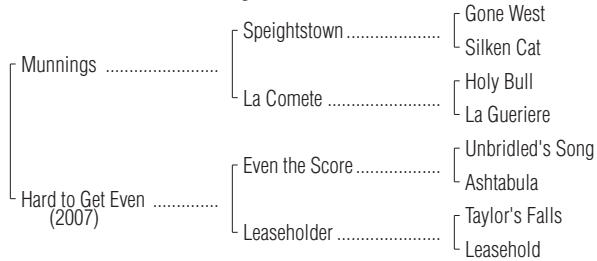 Gone West
Speightstown ....................
Silken Cat
Munnings ........................
Holy Bull
La Comete ........................
La Gueriere
Unbridled's Song
Even the Score ...................
Ashtabula
Hard to Get Even ..............
(2007)
Taylor's Falls
Leaseholder ......................
Leasehold